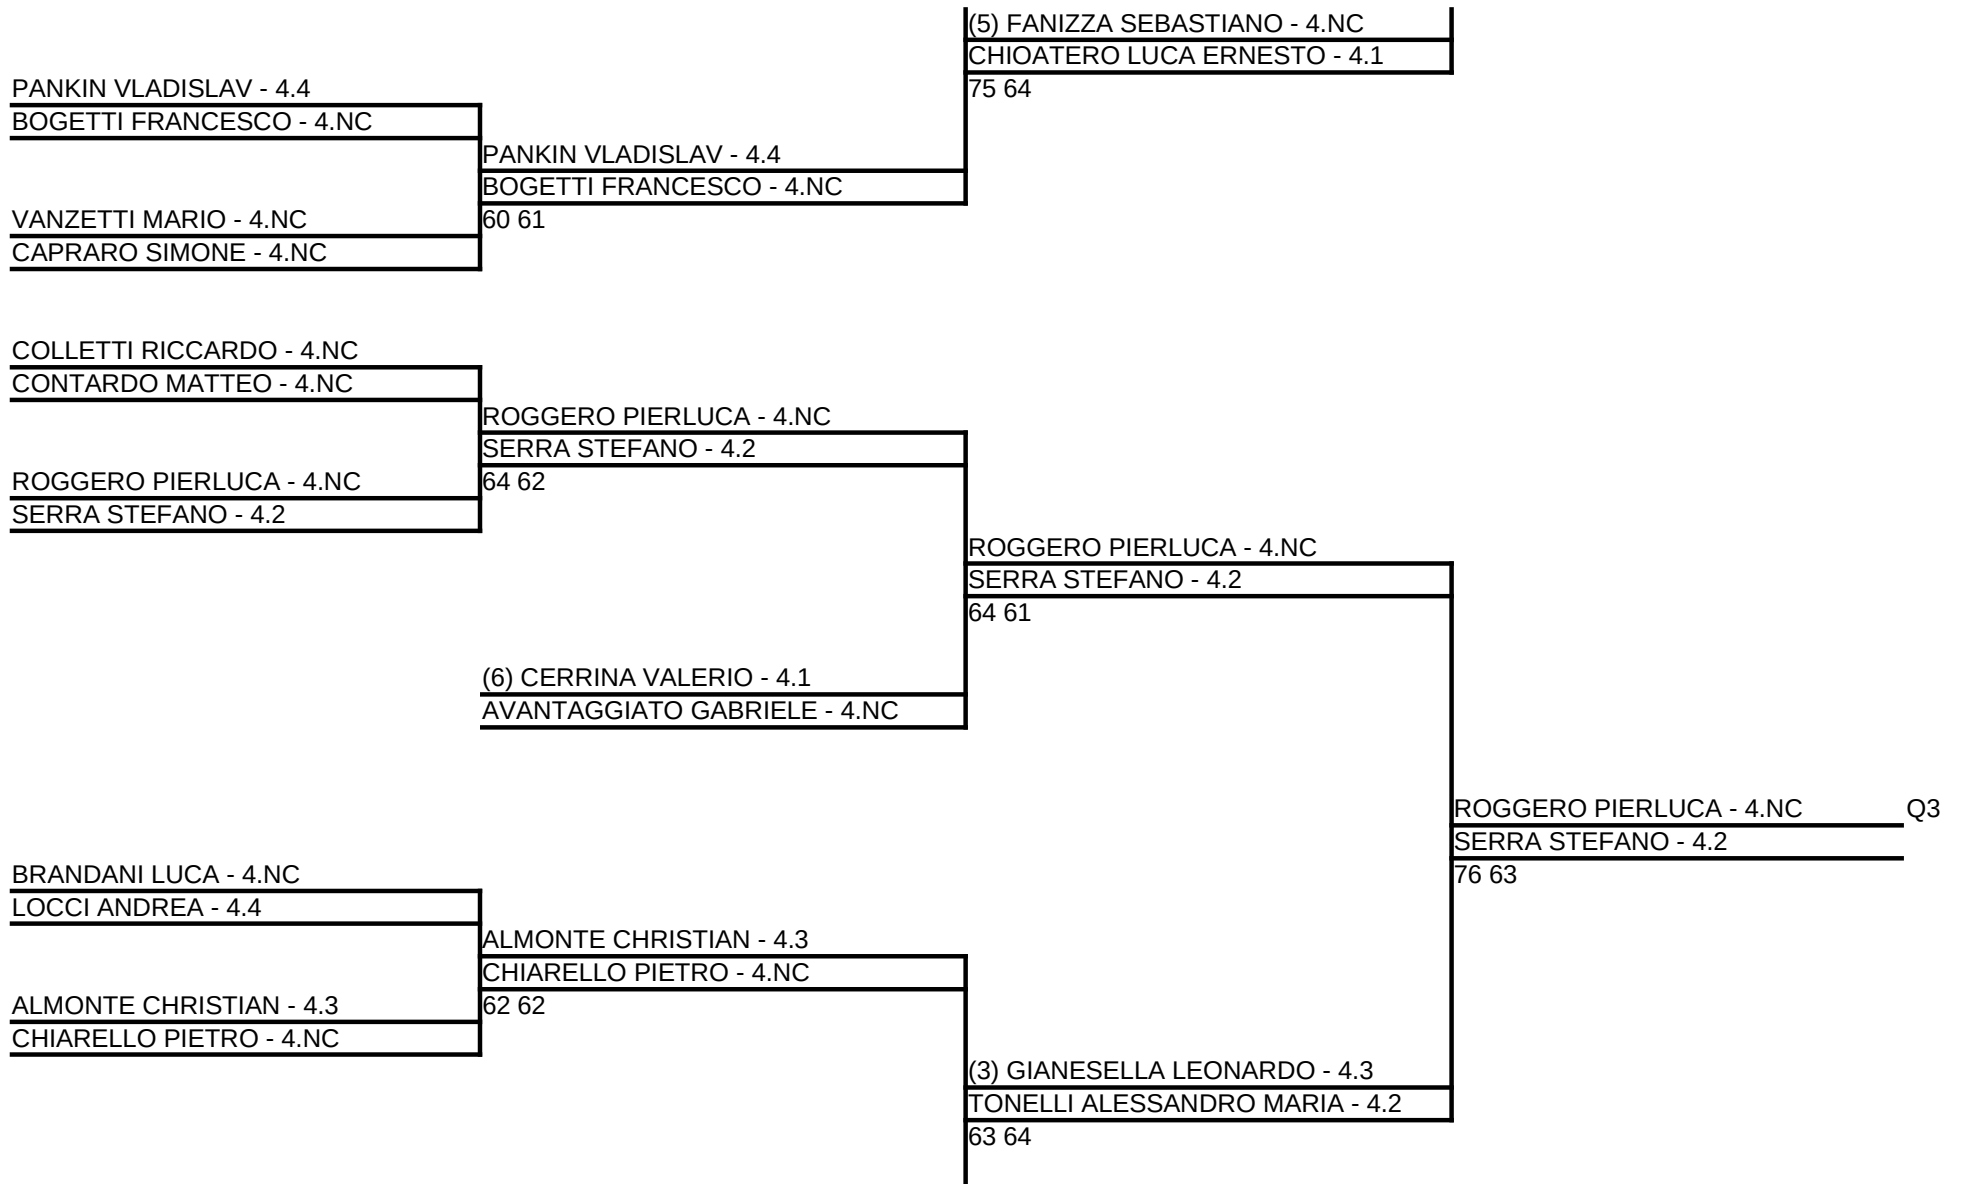 (5) FANIZZA SEBASTIANO - 4.NC
CHIOATERO LUCA ERNESTO - 4.1
75 64
PANKIN VLADISLAV - 4.4
BOGETTI FRANCESCO - 4.NC
PANKIN VLADISLAV - 4.4
BOGETTI FRANCESCO - 4.NC
60 61
VANZETTI MARIO - 4.NC
CAPRARO SIMONE - 4.NC
COLLETTI RICCARDO - 4.NC
CONTARDO MATTEO - 4.NC
ROGGERO PIERLUCA - 4.NC
SERRA STEFANO - 4.2
64 62
ROGGERO PIERLUCA - 4.NC
SERRA STEFANO - 4.2
ROGGERO PIERLUCA - 4.NC
SERRA STEFANO - 4.2
64 61
(6) CERRINA VALERIO - 4.1
AVANTAGGIATO GABRIELE - 4.NC
ROGGERO PIERLUCA - 4.NC Q3
SERRA STEFANO - 4.2
76 63
BRANDANI LUCA - 4.NC
LOCCI ANDREA - 4.4
ALMONTE CHRISTIAN - 4.3
CHIARELLO PIETRO - 4.NC
62 62
ALMONTE CHRISTIAN - 4.3
CHIARELLO PIETRO - 4.NC
(3) GIANESELLA LEONARDO - 4.3
TONELLI ALESSANDRO MARIA - 4.2
63 64